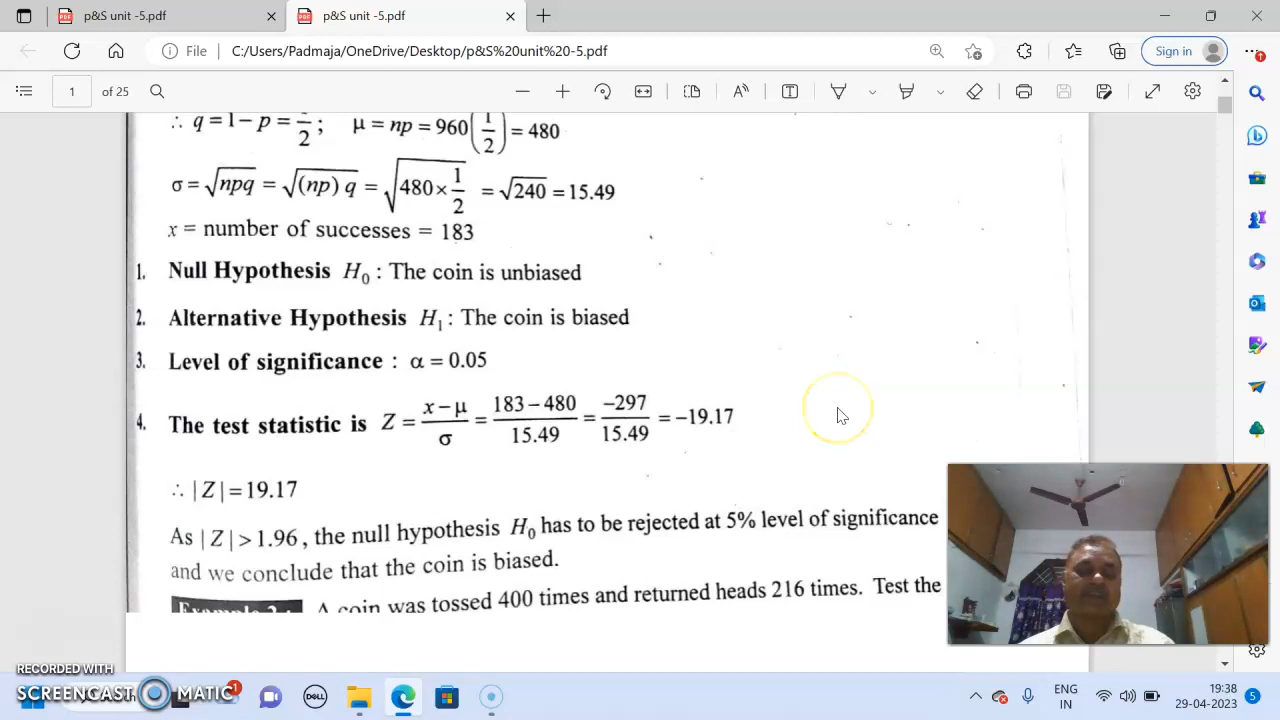 p&S unit -5.pdf
p&S unit -5.pdf
File
C:/Users/Padmaja/OneDrive/Desktop/p&S%20unit%20-5.pdf
Sign in
1 of 25
∴ q = 1 − p = 1/2 ; μ = np = 960(1/2) = 480
σ = √npq = √(np) q = √480 × 1/2 = √240 = 15.49
x = number of successes = 183
1. Null Hypothesis H₀ : The coin is unbiased
2. Alternative Hypothesis H₁ : The coin is biased
3. Level of significance : α = 0.05
4. The test statistic is Z = x − μ/σ = 183 − 480/15.49 = −297/15.49 = −19.17
∴ | Z | = 19.17
As | Z | > 1.96 , the null hypothesis H₀ has to be rejected at 5% level of significance
and we conclude that the coin is biased.
A coin was tossed 400 times and returned heads 216 times. Test the
RECORDED WITH
SCREENCAST MATIC
1
DELL
ENG
IN
19:38
29-04-2023
5